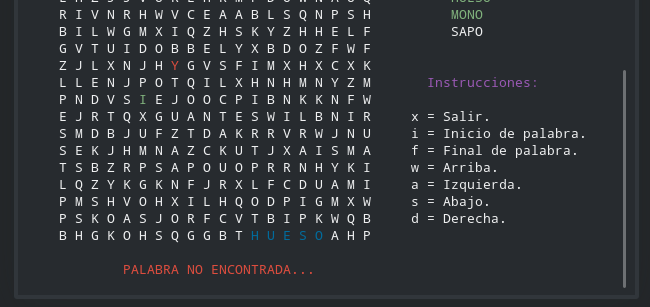 R I V N R H W V C E A A B L S Q N P S H MONO
B I L W G M X I Q Z H S K Y Z H H E L F SAPO
G V T U I D O B B E L Y X B D O Z F W F
Z J L X N J H Y G V S F I M X H X C X K
L L E N J P O T Q I L X H N H M N Y Z M Instrucciones:
P N D V S I E J O O C P I B N K K N F W
E J R T Q X G U A N T E S W I L B N I R x = Salir.
S M D B J U F Z T D A K R R V R W J N U i = Inicio de palabra.
S E K J H M N A Z C K U T J X A I S M A f = Final de palabra.
T S B Z R P S A P O U O P R R N H Y K I w = Arriba.
L Q Z Y K G K N F J R X L F C D U A M I a = Izquierda.
P M S H V O H X I L H Q O D P I G M X W s = Abajo.
P S K O A S J O R F C V T B I P K W Q B d = Derecha.
B H G K O H S Q G G B T H U E S O A H P
PALABRA NO ENCONTRADA...